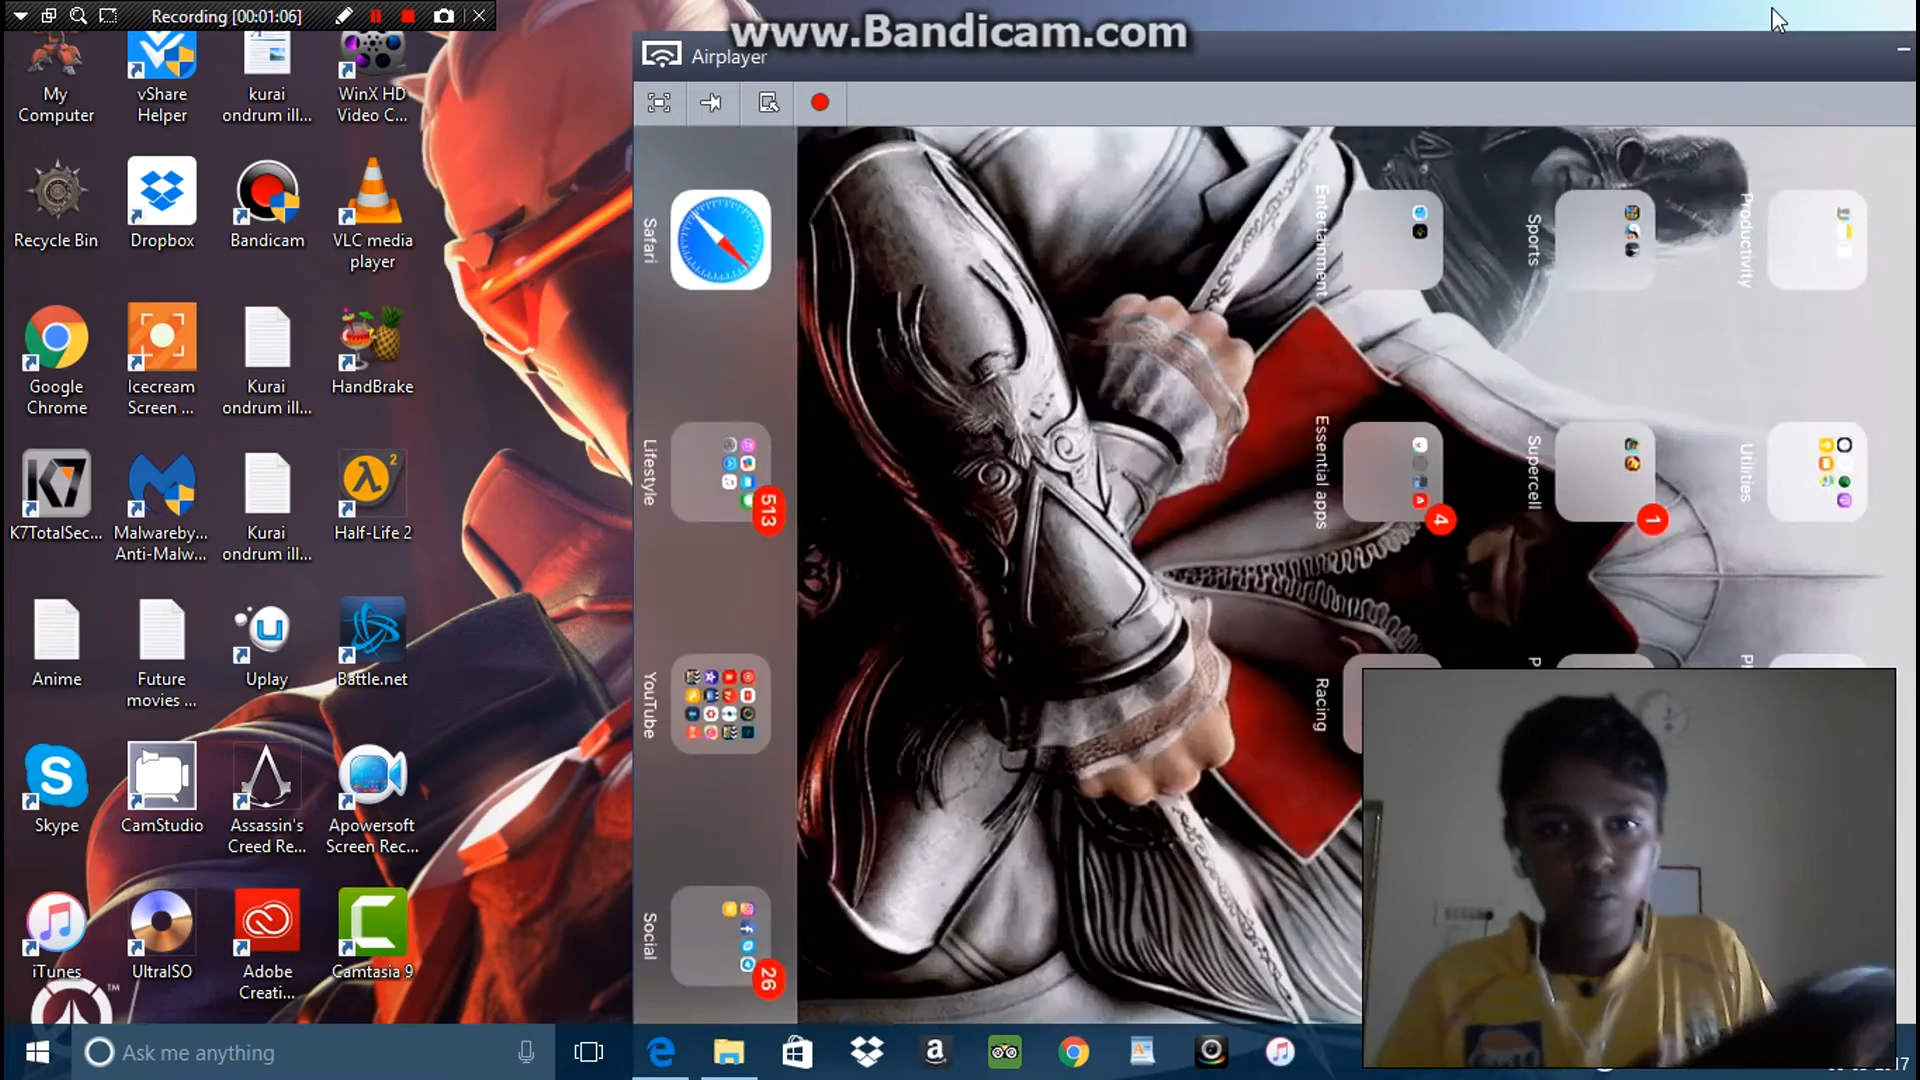 Recording [00:01:06]
www.Bandicam.com
Airplayer
My
Computer
vShare
Helper
kurai
ondrum ill...
WinX HD
Video C...
Recycle Bin
Dropbox
Bandicam
VLC media
player
Google
Chrome
Icecream
Screen ...
Kurai
ondrum ill...
HandBrake
K7TotalSec...
Malwareby...
Anti-Malw...
Kurai
ondrum ill...
Half-Life 2
Anime
Future
movies ...
Uplay
Battle.net
Skype
CamStudio
Assassin's
Creed Re...
Apowersoft
Screen Rec...
iTunes
UltraISO
Adobe
Creati...
Camtasia 9
Safari
Lifestyle
513
YouTube
Social
26
Entertainment
Essential apps
4
Racing
Sports
Supercell
1
Productivity
Utilities
Ask me anything